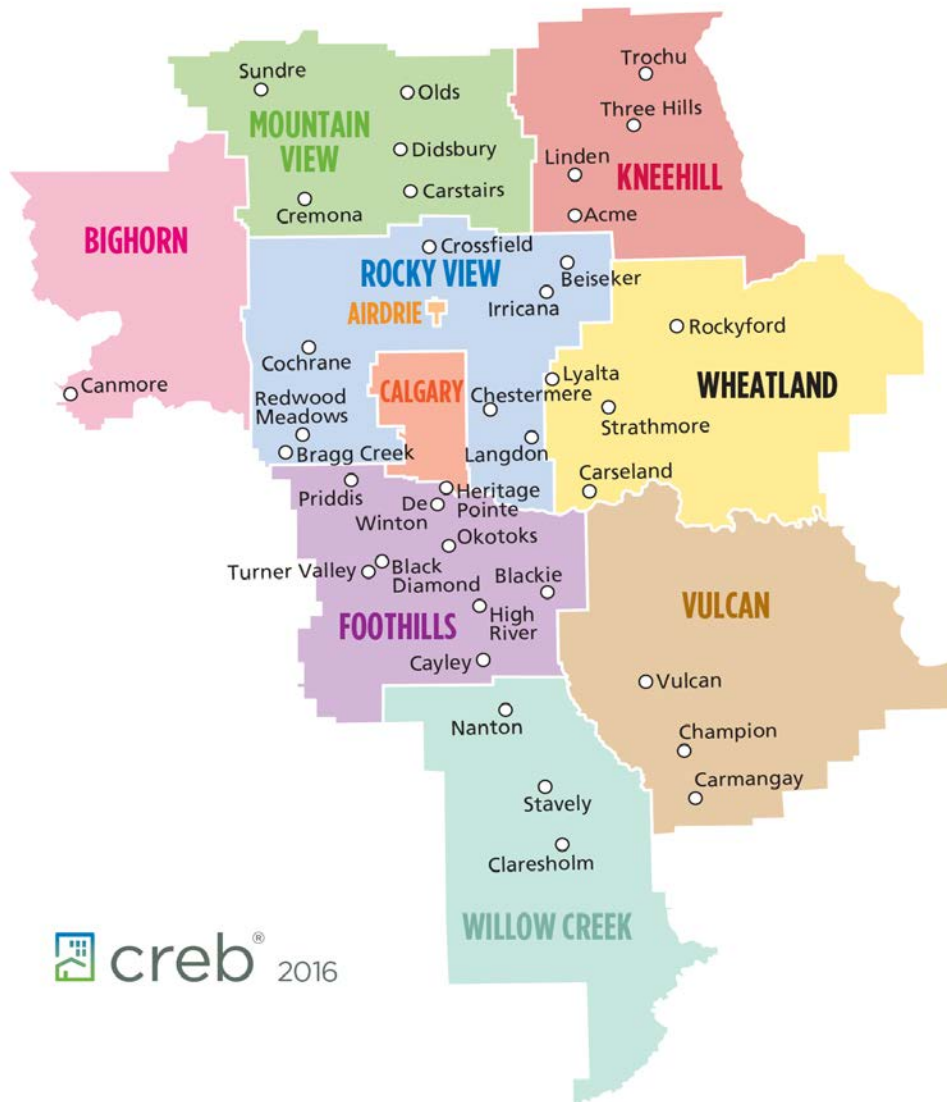 Sundre
Olds
MOUNTAIN
VIEW
Didsbury
Carstairs
Cremona
Trochu
Three Hills
Linden
KNEEHILL
Acme
BIGHORN
Canmore
Crossfield
ROCKY VIEW
Beiseker
Irricana
AIRDRIE
Cochrane
CALGARY
Chestermere
Redwood
Meadows
Bragg Creek
Langdon
Rockyford
Lyalta
WHEATLAND
Strathmore
Carseland
Priddis
Heritage
Pointe
De
Winton
Okotoks
Turner Valley
Black
Diamond
Blackie
FOOTHILLS
High
River
Cayley
VULCAN
Vulcan
Champion
Carmangay
Nanton
Stavely
Claresholm
WILLOW CREEK
creb® 2016